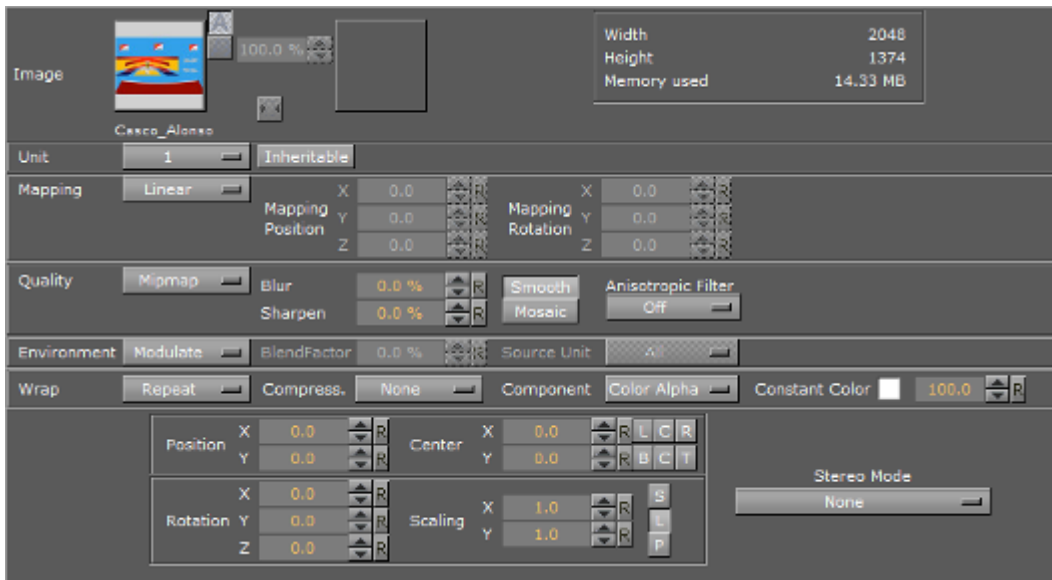 Image A 100.0 % Width 2048
Height 1374
Memory used 14.33 MB
Casco_Alonso
Unit 1 Inheritable
Mapping Linear Mapping Position X 0.0 R Mapping Rotation X 0.0 R
Y 0.0 R Y 0.0 R
Z 0.0 R Z 0.0 R
Quality Mipmap Blur 0.0 % R Smooth Anisotropic Filter
Sharpen 0.0 % R Mosaic Off
Environment Modulate BlendFactor 0.0 % R Source Unit All
Wrap Repeat Compress. None Component Color Alpha Constant Color 100.0 R
Position X 0.0 R Center X 0.0 R L C R
Y 0.0 R Y 0.0 R B C T
Stereo Mode
None
Rotation X 0.0 R Scaling X 1.0 R S
Y 0.0 R Y 1.0 L
Z 0.0 R P